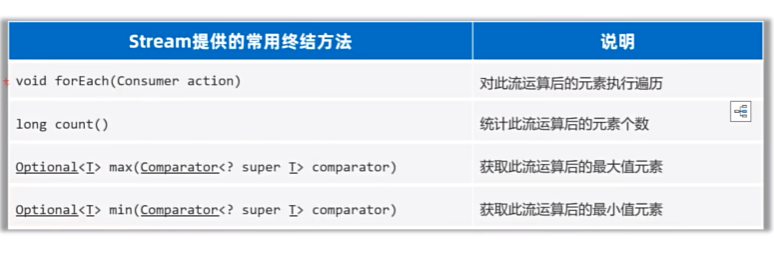 Stream提供的常用终结方法 说明
void forEach(Consumer action) 对此流运算后的元素执行遍历
long count() 统计此流运算后的元素个数
Optional<T> max(Comparator<? super T> comparator) 获取此流运算后的最大值元素
Optional<T> min(Comparator<? super T> comparator) 获取此流运算后的最小值元素